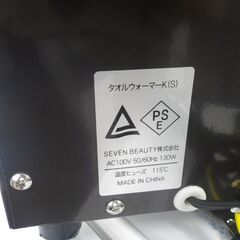 タオルウォーマーK(S)
PS
E
SEVEN BEAUTY株式会社
AC100V 50/60Hz 130W
温度ヒューズ 115℃
MADE IN CHINA